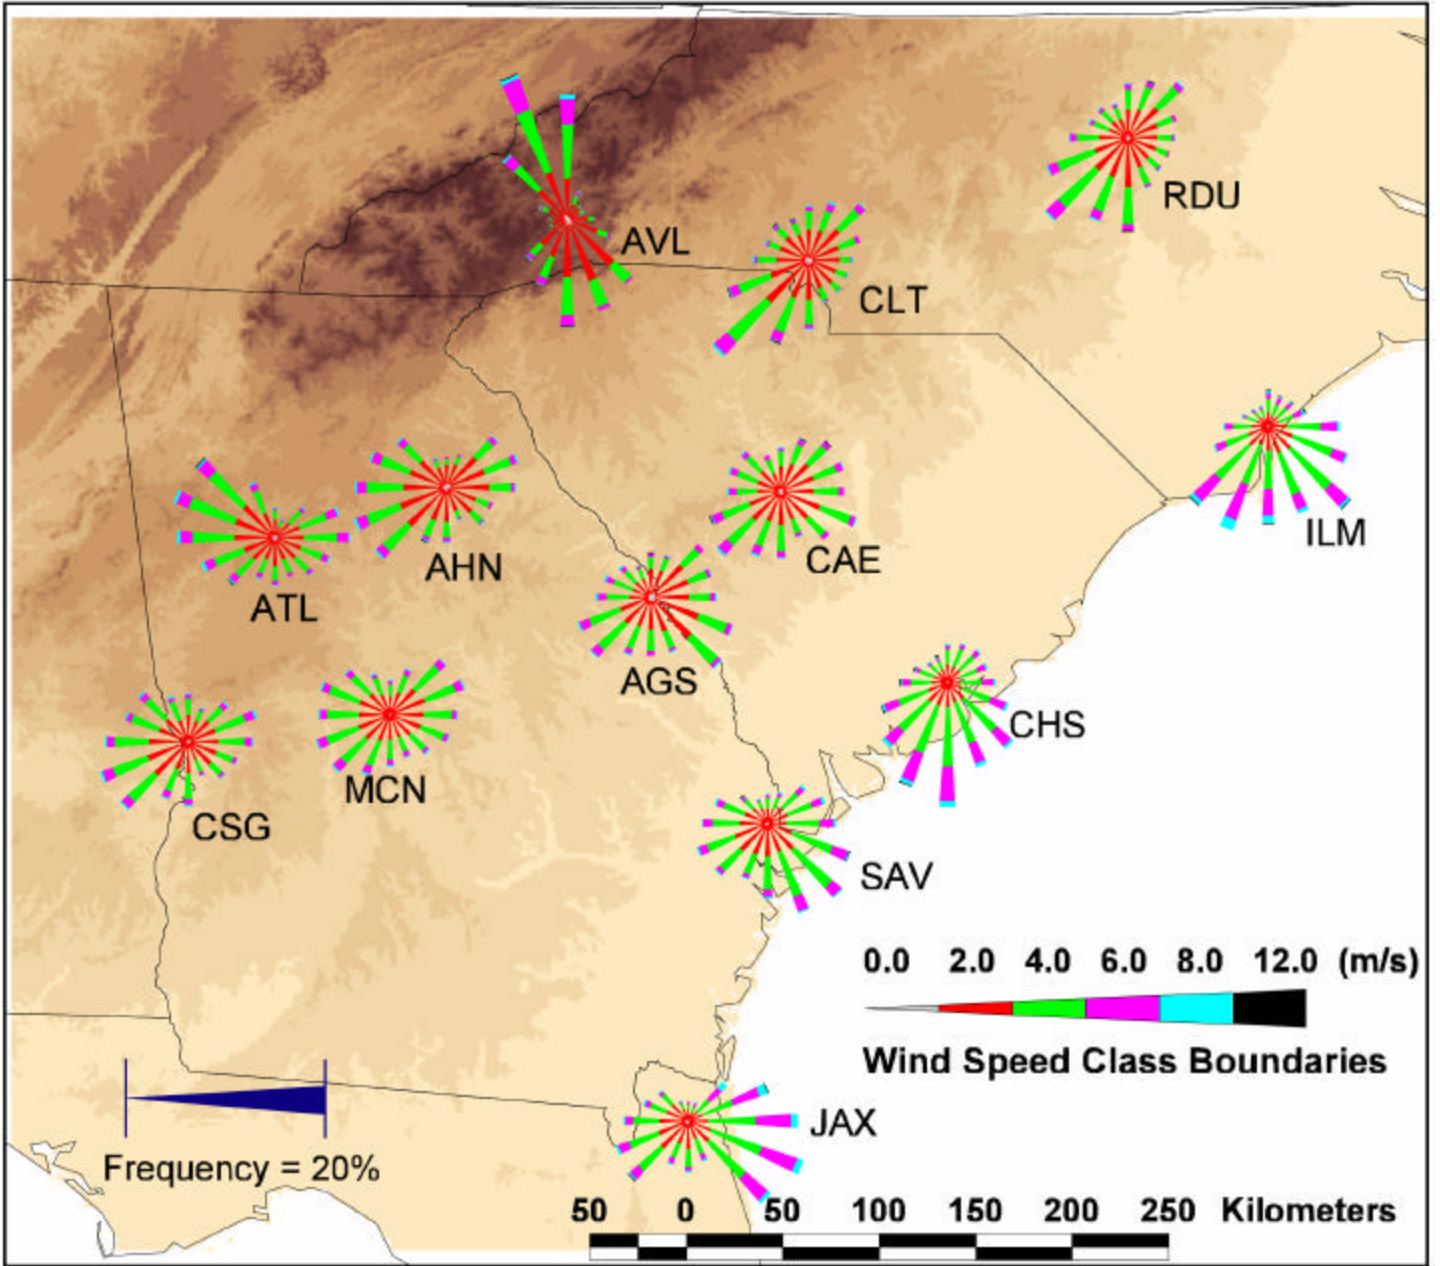 RDU
AVL
CLT
ILM
AHN
CAE
ATL
AGS
CHS
MCN
CSG
SAV
0.0 2.0 4.0 6.0 8.0 12.0 (m/s)
Wind Speed Class Boundaries
JAX
Frequency = 20%
50 0 50 100 150 200 250 Kilometers